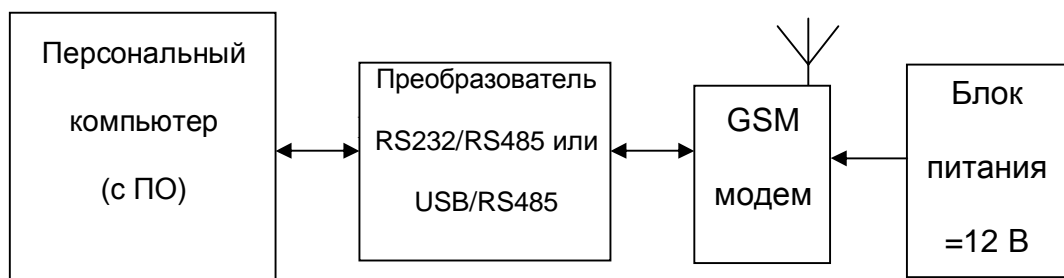 Персональный
компьютер
(с ПО)
Преобразователь
RS232/RS485 или
USB/RS485
GSM
модем
Блок
питания
=12 В